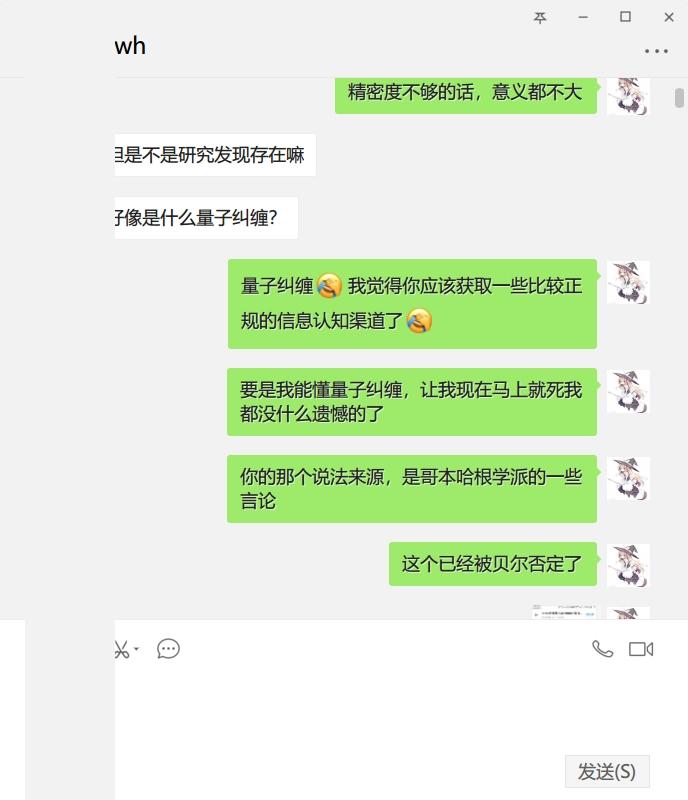 wh
精密度不够的话，意义都不大
是不是研究发现存在嘛
像是什么量子纠缠？
量子纠缠🤣我觉得你应该获取一些比较正
规的信息认知渠道了🤣
要是我能懂量子纠缠，让我现在马上就死我
都没什么遗憾的了
你的那个说法来源，是哥本哈根学派的一些
言论
这个已经被贝尔否定了
发送(S)